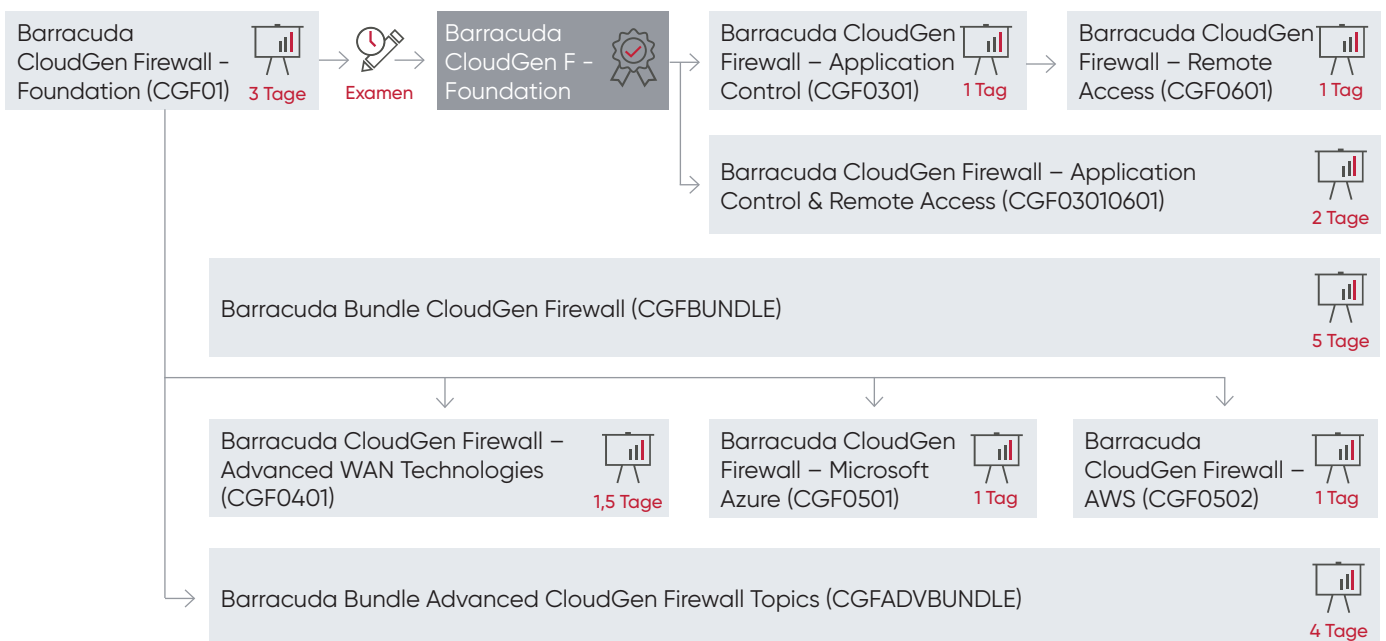 Barracuda
CloudGen Firewall -
Foundation (CGF01)
3 Tage
Examen
Barracuda
CloudGen F -
Foundation
Barracuda CloudGen
Firewall – Application
Control (CGF0301)
1 Tag
Barracuda CloudGen
Firewall – Remote
Access (CGF0601)
1 Tag
Barracuda CloudGen Firewall – Application
Control & Remote Access (CGF03010601)
2 Tage
Barracuda Bundle CloudGen Firewall (CGFBUNDLE)
5 Tage
Barracuda CloudGen Firewall –
Advanced WAN Technologies
(CGF0401)
1,5 Tage
Barracuda CloudGen
Firewall – Microsoft
Azure (CGF0501)
1 Tag
Barracuda
CloudGen Firewall –
AWS (CGF0502)
1 Tag
Barracuda Bundle Advanced CloudGen Firewall Topics (CGFADVBUNDLE)
4 Tage